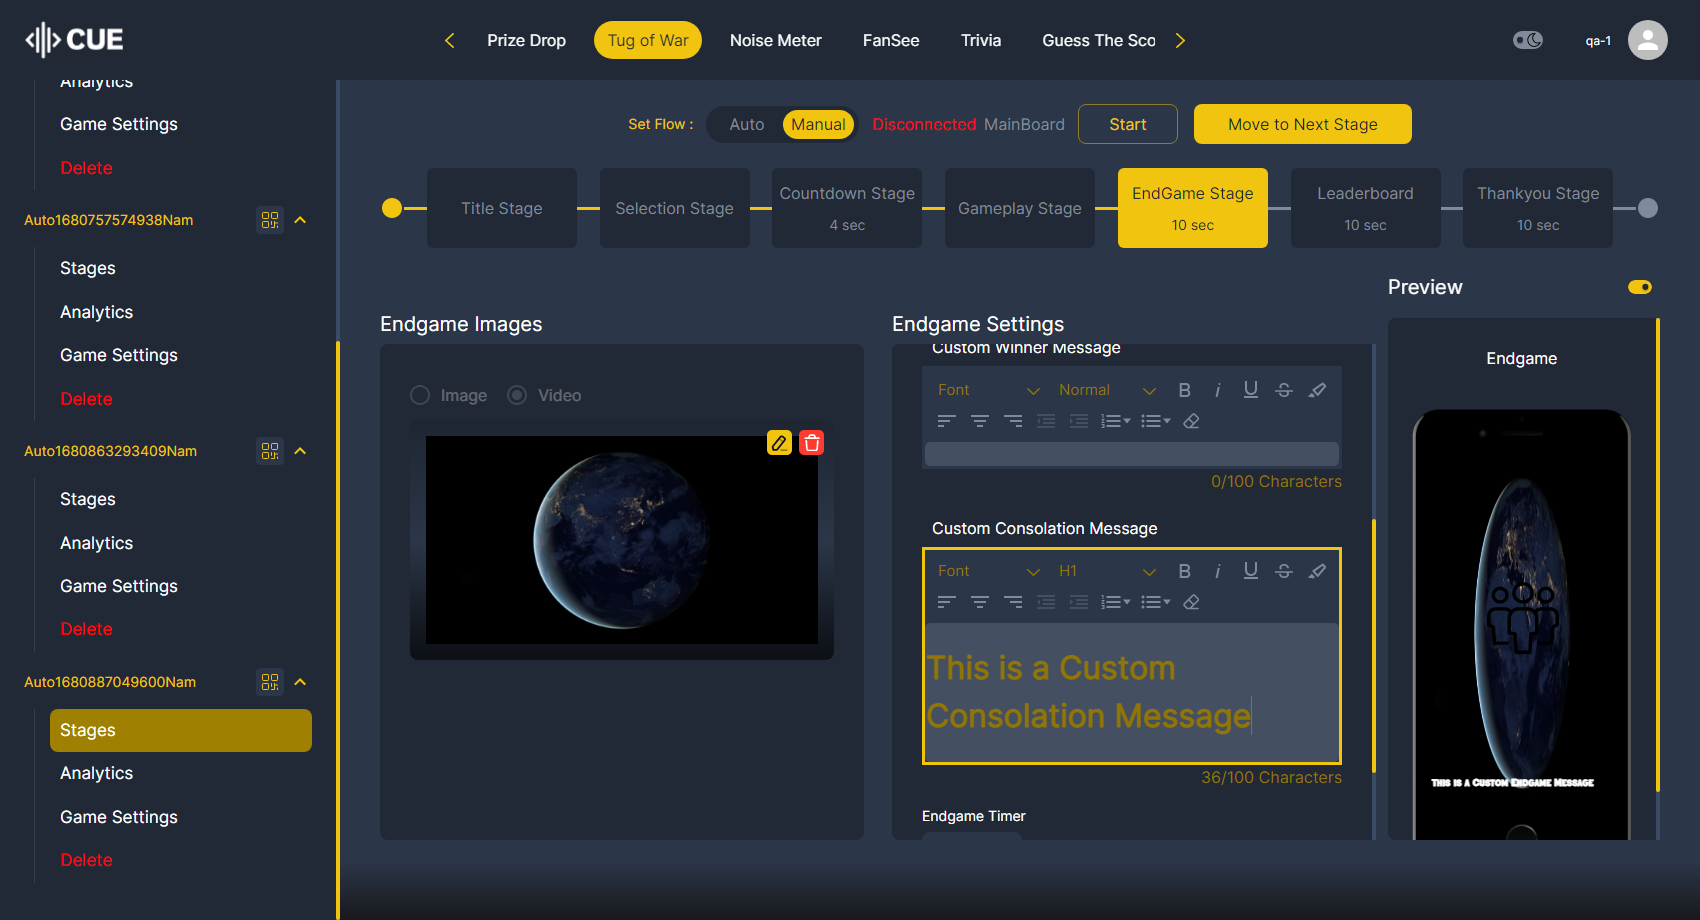 CUE
Prize Drop
Tug of War
Noise Meter
FanSee
Trivia
Guess The Sco
qa-1
Analytics
Game Settings
Delete
Auto1680757574938Nam
Stages
Analytics
Game Settings
Delete
Auto1680863293409Nam
Stages
Analytics
Game Settings
Delete
Auto1680887049600Nam
Stages
Analytics
Game Settings
Delete
Set Flow :
Auto
Manual
Disconnected MainBoard
Start
Move to Next Stage
Title Stage
Selection Stage
Countdown Stage
4 sec
Gameplay Stage
EndGame Stage
10 sec
Leaderboard
10 sec
Thankyou Stage
10 sec
Endgame Images
Image
Video
Endgame Settings
Custom Winner Message
Font
Normal
0/100 Characters
Custom Consolation Message
Font
H1
This is a Custom
Consolation Message
36/100 Characters
Endgame Timer
Preview
Endgame
This is a Custom Endgame Message